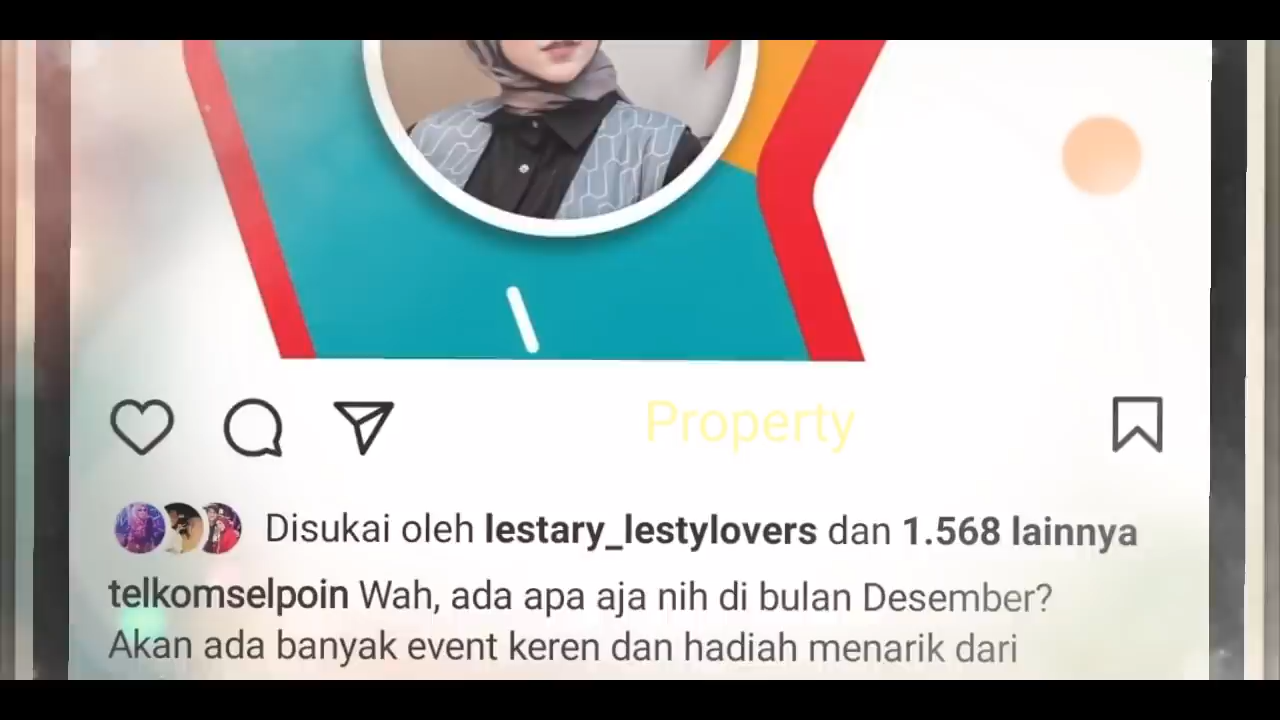 Property
Disukai oleh lestary_lestylovers dan 1.568 lainnya
telkomselpoin Wah, ada apa aja nih di bulan Desember?
Akan ada banyak event keren dan hadiah menarik dari